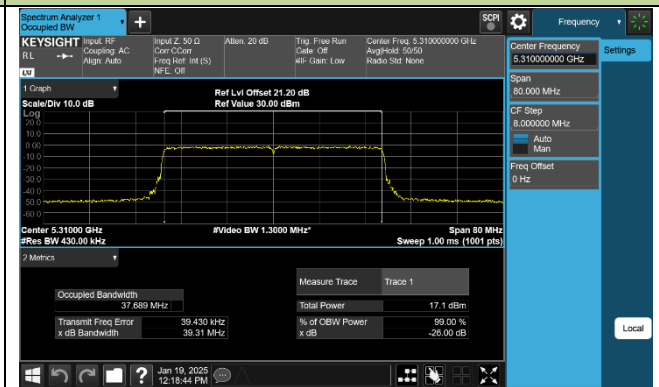 Spectrum Analyzer 1
Occupied BW
+
SCPI
Frequency
KEYSIGHT
RL
LXI
Input: RF
Coupling: AC
Align: Auto
Input Z: 50 Ω
Corr CCorr
Freq Ref: Int (S)
NFE: Off
Atten: 20 dB
Trig: Free Run
Gate: Off
#IF Gain: Low
Center Freq: 5.310000000 GHz
Avg|Hold: 50/50
Radio Std: None
Center Frequency
5.310000000 GHz
Settings
Span
80.000 MHz
CF Step
8.000000 MHz
Auto
Man
Freq Offset
0 Hz
1 Graph
Scale/Div 10.0 dB
Ref Lvl Offset 21.20 dB
Ref Value 30.00 dBm
Log
20.0
10.0
0.00
-10.0
-20.0
-30.0
-40.0
-50.0
-60.0
Center 5.31000 GHz
#Res BW 430.00 kHz
#Video BW 1.3000 MHz*
Span 80 MHz
Sweep 1.00 ms (1001 pts)
2 Metrics
Measure Trace
Trace 1
Occupied Bandwidth
37.689 MHz
Total Power
17.1 dBm
Transmit Freq Error
39.430 kHz
% of OBW Power
99.00 %
x dB Bandwidth
39.31 MHz
x dB
-26.00 dB
Local
?
Jan 19, 2025
12:18:44 PM